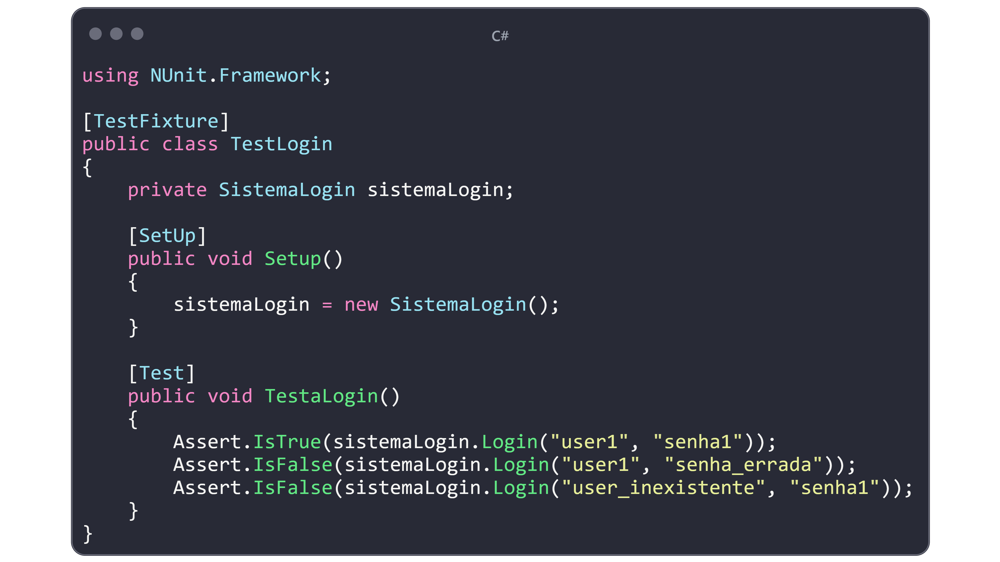 C#
using NUnit.Framework;
[TestFixture]
public class TestLogin
{
    private SistemaLogin sistemaLogin;
    [SetUp]
    public void Setup()
    {
        sistemaLogin = new SistemaLogin();
    }
    [Test]
    public void TestaLogin()
    {
        Assert.IsTrue(sistemaLogin.Login("user1", "senha1"));
        Assert.IsFalse(sistemaLogin.Login("user1", "senha_errada"));
        Assert.IsFalse(sistemaLogin.Login("user_inexistente", "senha1"));
    }
}